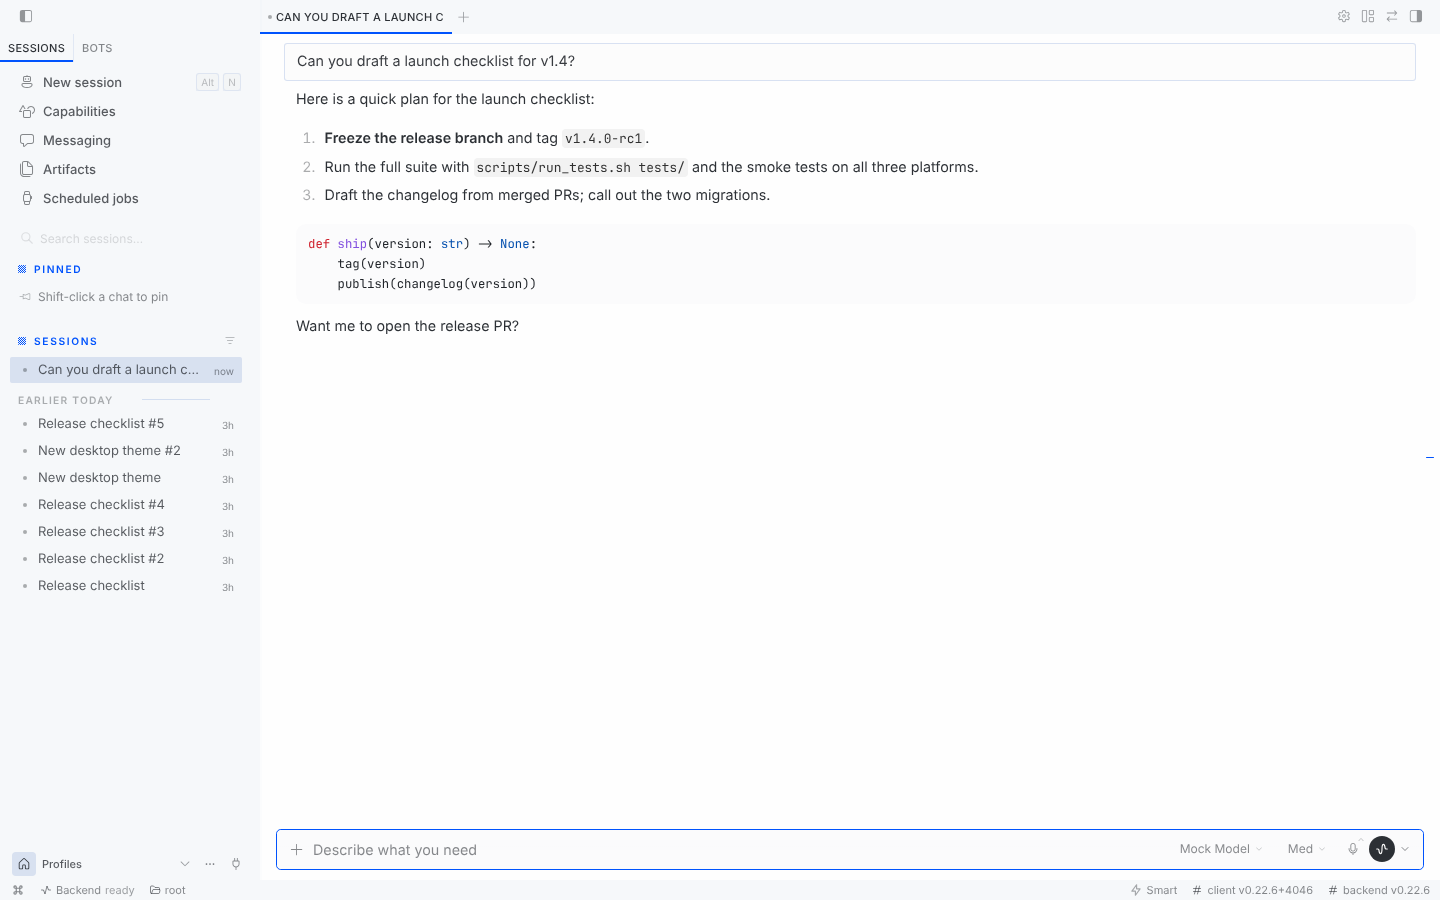 CAN YOU DRAFT A LAUNCH C
SESSIONS
BOTS
New session
Alt
N
Capabilities
Messaging
Artifacts
Scheduled jobs
Search sessions...
PINNED
Shift-click a chat to pin
SESSIONS
Can you draft a launch c...
now
EARLIER TODAY
Release checklist #5
3h
New desktop theme #2
3h
New desktop theme
3h
Release checklist #4
3h
Release checklist #3
3h
Release checklist #2
3h
Release checklist
3h
Can you draft a launch checklist for v1.4?
Here is a quick plan for the launch checklist:
1. Freeze the release branch and tag v1.4.0-rc1.
2. Run the full suite with scripts/run_tests.sh tests/ and the smoke tests on all three platforms.
3. Draft the changelog from merged PRs; call out the two migrations.
def ship(version: str) -> None:
    tag(version)
    publish(changelog(version))
Want me to open the release PR?
Describe what you need
Mock Model
Med
Profiles
Backend ready
root
Smart
# client v0.22.6+4046
# backend v0.22.6